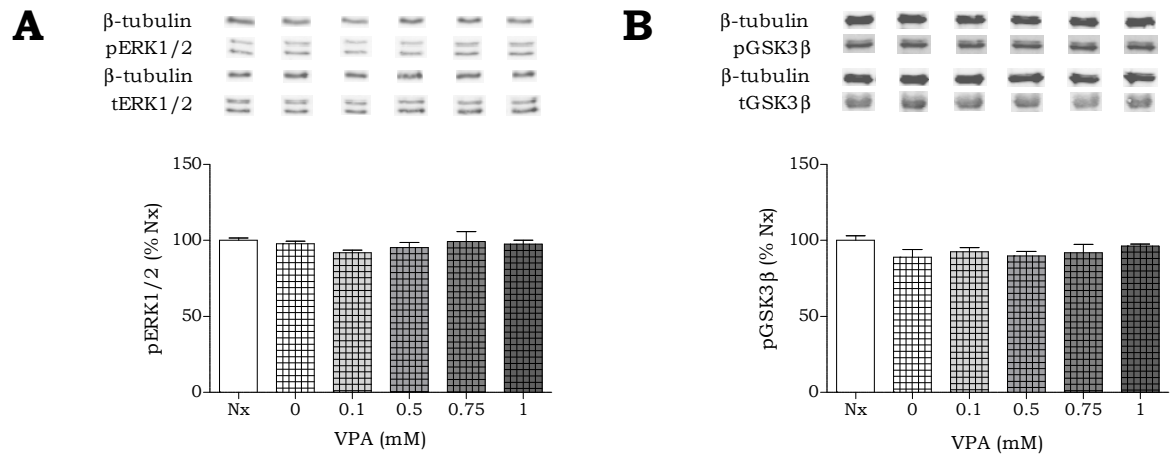 A
β-tubulin
pERK1/2
β-tubulin
tERK1/2
150
100
50
0
pERK1/2 (% Nx)
Nx 0 0.1 0.5 0.75 1
VPA (mM)
B
β-tubulin
pGSK3β
β-tubulin
tGSK3β
150
100
50
0
pGSK3β (% Nx)
Nx 0 0.1 0.5 0.75 1
VPA (mM)